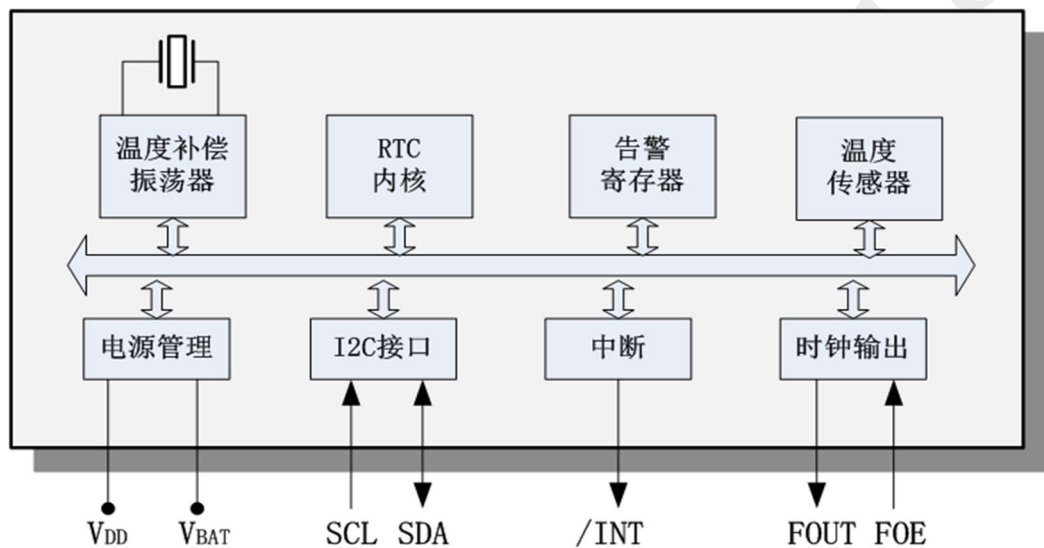 温度补偿
振荡器
RTC
内核
告警
寄存器
温度
传感器
电源管理
I2C接口
中断
时钟输出
VDD
VBAT
SCL
SDA
/INT
FOUT
FOE